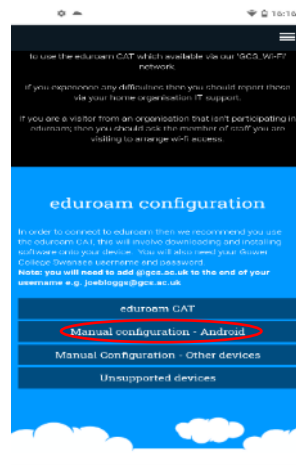 16:16
to use the eduroam CAT which available via our 'GCS_Wi-Fi'
network.
If you experience any difficulties then you should report these
via your home organisation IT support.
If you are a visitor from an organisation that isn't participating in
eduroam; then you should ask the member of staff you are
visiting to arrange wi-fi access.
eduroam configuration
In order to connect to eduroam then we recommend you use
the eduroam CAT, this will involve downloading and installing
software onto your device. You will also need your Gower
College Swansea username and password.
Note: you will need to add @gcs.ac.uk to the end of your
username e.g. joebloggs@gcs.ac.uk
eduroam CAT
Manual configuration - Android
Manual Configuration - Other devices
Unsupported devices